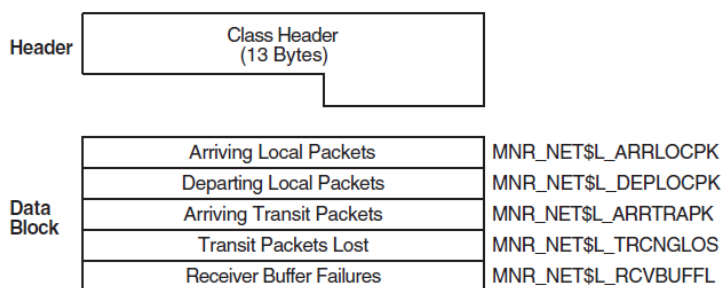 Header
Class Header
(13 Bytes)
Data
Block
Arriving Local Packets MNR_NET$L_ARRLOCPK
Departing Local Packets MNR_NET$L_DEPLOCPK
Arriving Transit Packets MNR_NET$L_ARRTRAPK
Transit Packets Lost MNR_NET$L_TRCNGLOS
Receiver Buffer Failures MNR_NET$L_RCVBUFFL